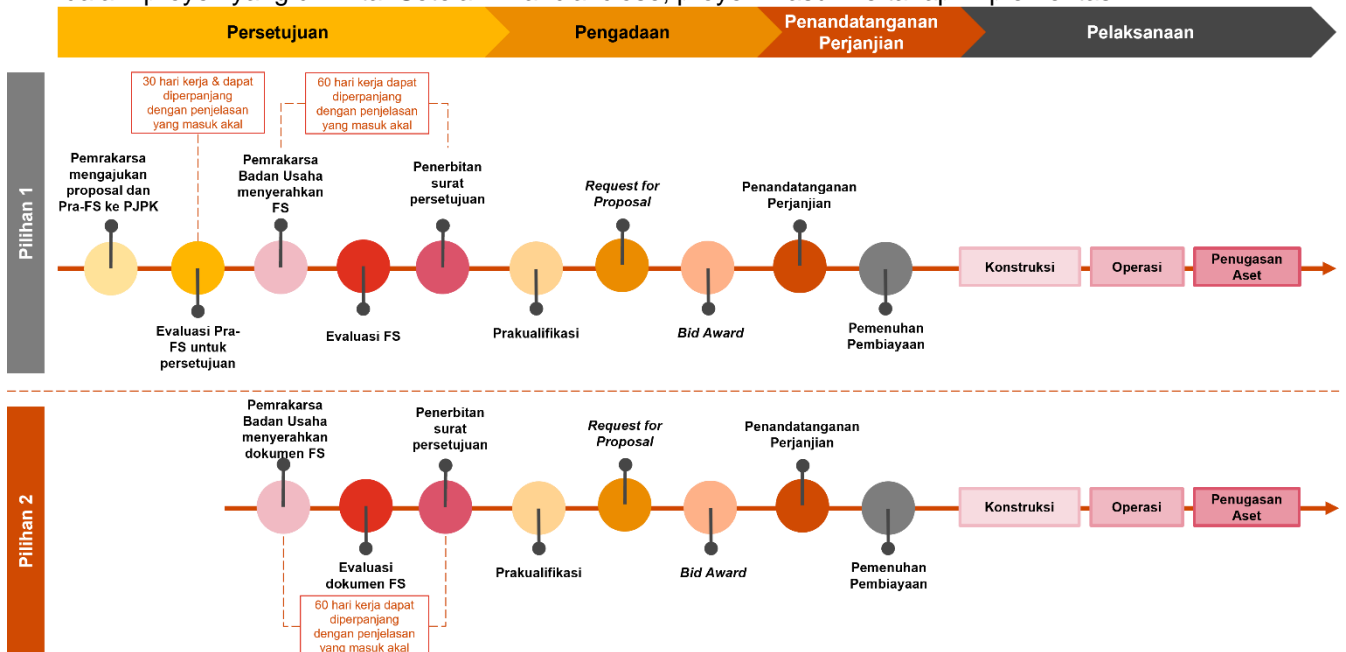 Persetujuan
Pengadaan
Penandatanganan
Perjanjian
Pelaksanaan
Pilihan 1
30 hari kerja & dapat
diperpanjang
dengan penjelasan
yang masuk akal
60 hari kerja dapat
diperpanjang
dengan penjelasan
yang masuk akal
Pemrakarsa
mengajukan
proposal dan
Pra-FS ke PJPK
Evaluasi Pra-
FS untuk
persetujuan
Pemrakarsa
Badan Usaha
menyerahkan
FS
Evaluasi FS
Penerbitan
surat
persetujuan
Prakualifikasi
Request for
Proposal
Bid Award
Penandatanganan
Perjanjian
Pemenuhan
Pembiayaan
Konstruksi
Operasi
Penugasan
Aset
Pilihan 2
Pemrakarsa
Badan Usaha
menyerahkan
dokumen FS
Evaluasi
dokumen FS
Penerbitan
surat
persetujuan
60 hari kerja dapat
diperpanjang
dengan penjelasan
yang masuk akal
Prakualifikasi
Request for
Proposal
Bid Award
Penandatanganan
Perjanjian
Pemenuhan
Pembiayaan
Konstruksi
Operasi
Penugasan
Aset